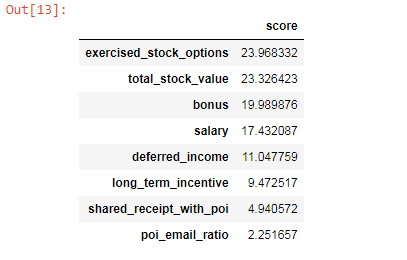 Out[13]:
score
exercised_stock_options 23.968332
total_stock_value 23.326423
bonus 19.989876
salary 17.432087
deferred_income 11.047759
long_term_incentive 9.472517
shared_receipt_with_poi 4.940572
poi_email_ratio 2.251657